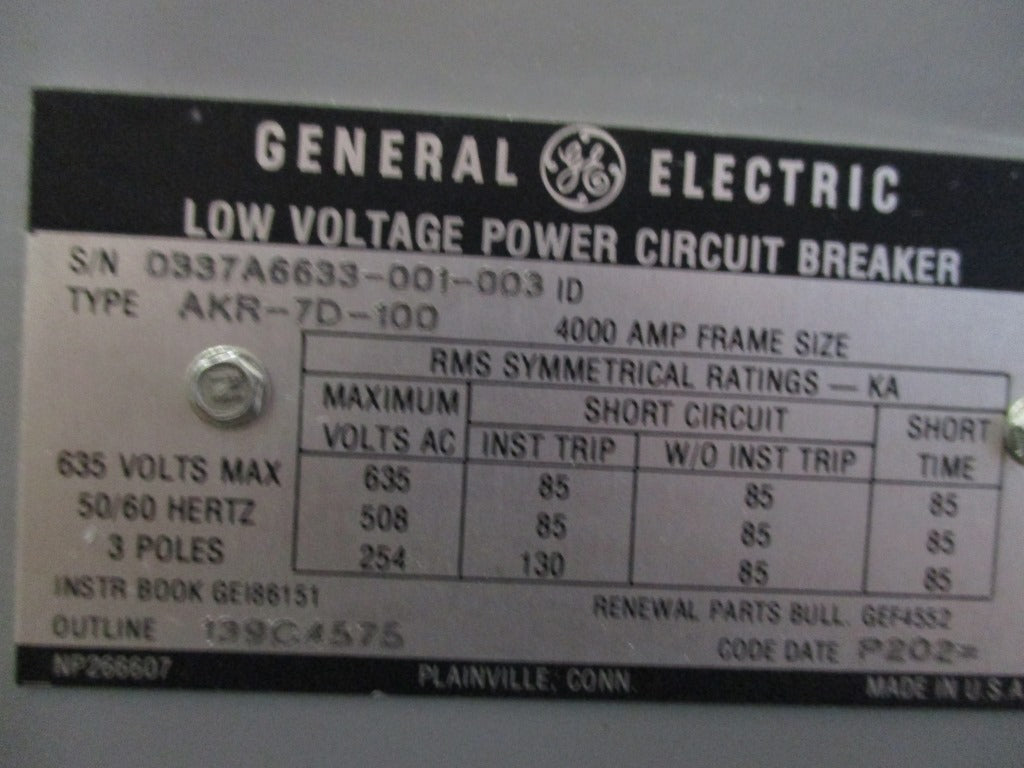 GENERAL GE ELECTRIC
LOW VOLTAGE POWER CIRCUIT BREAKER
S/N 0337A6633-001-003 ID
TYPE AKR-7D-100
4000 AMP FRAME SIZE
RMS SYMMETRICAL RATINGS — KA
MAXIMUM VOLTS AC
SHORT CIRCUIT
SHORT TIME
INST TRIP
W/O INST TRIP
635 85 85 85
508 85 85 85
254 130 85 85
635 VOLTS MAX
50/60 HERTZ
3 POLES
INSTR BOOK GEI86151
RENEWAL PARTS BULL. GEF4552
OUTLINE 139C4575
CODE DATE
NP266607 PLAINVILLE, CONN. MADE IN U.S.A